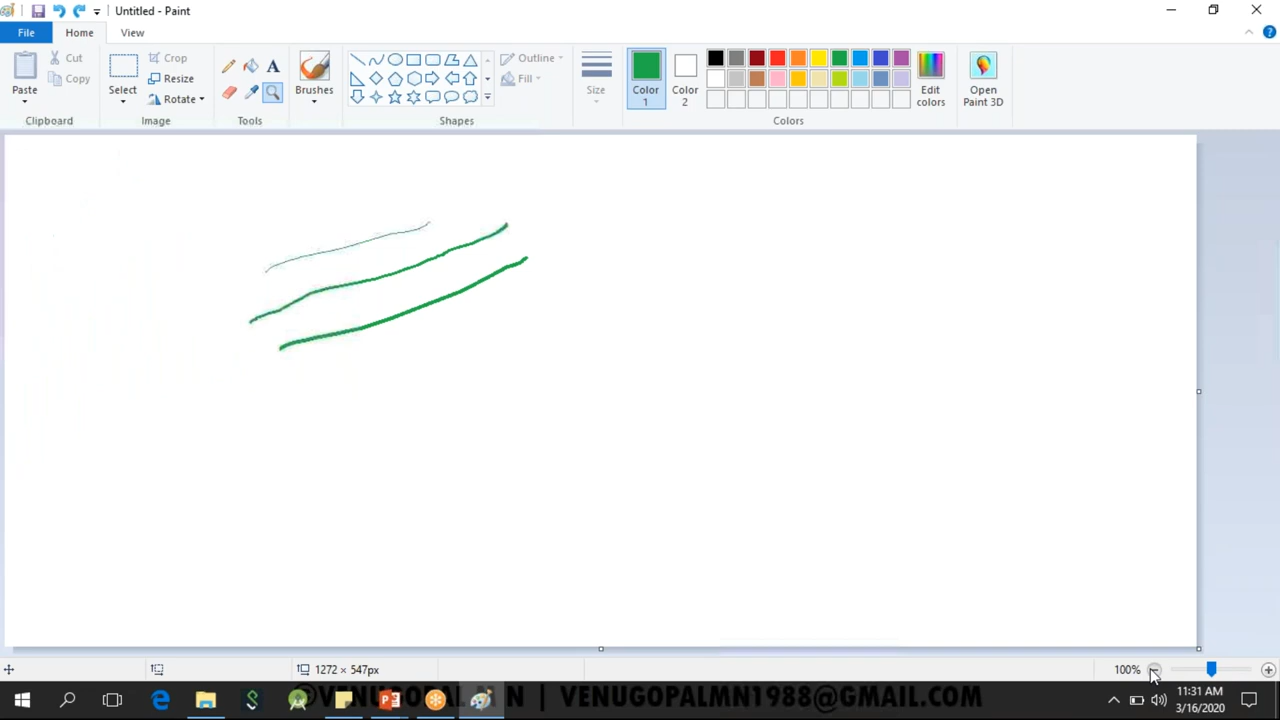 Untitled - Paint
File Home View
Paste
Cut
Copy
Clipboard
Select
Crop
Resize
Rotate
Image
A
Tools
Brushes
Outline
Fill
Shapes
Size
Color 1
Color 2
Edit colors
Colors
Open Paint 3D
1272 × 547px
100%
©VENUGOPALMN | VENUGOPALMN1988@GMAIL.COM
11:31 AM
3/16/2020